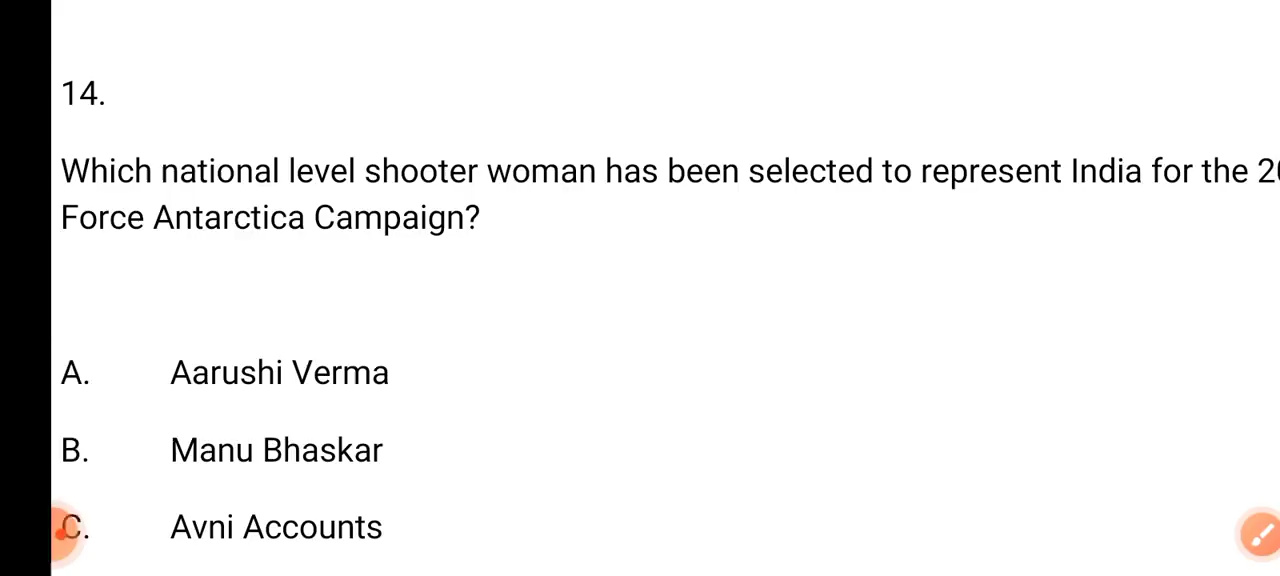 14.
Which national level shooter woman has been selected to represent India for the
Force Antarctica Campaign?
A. Aarushi Verma
B. Manu Bhaskar
C. Avni Accounts